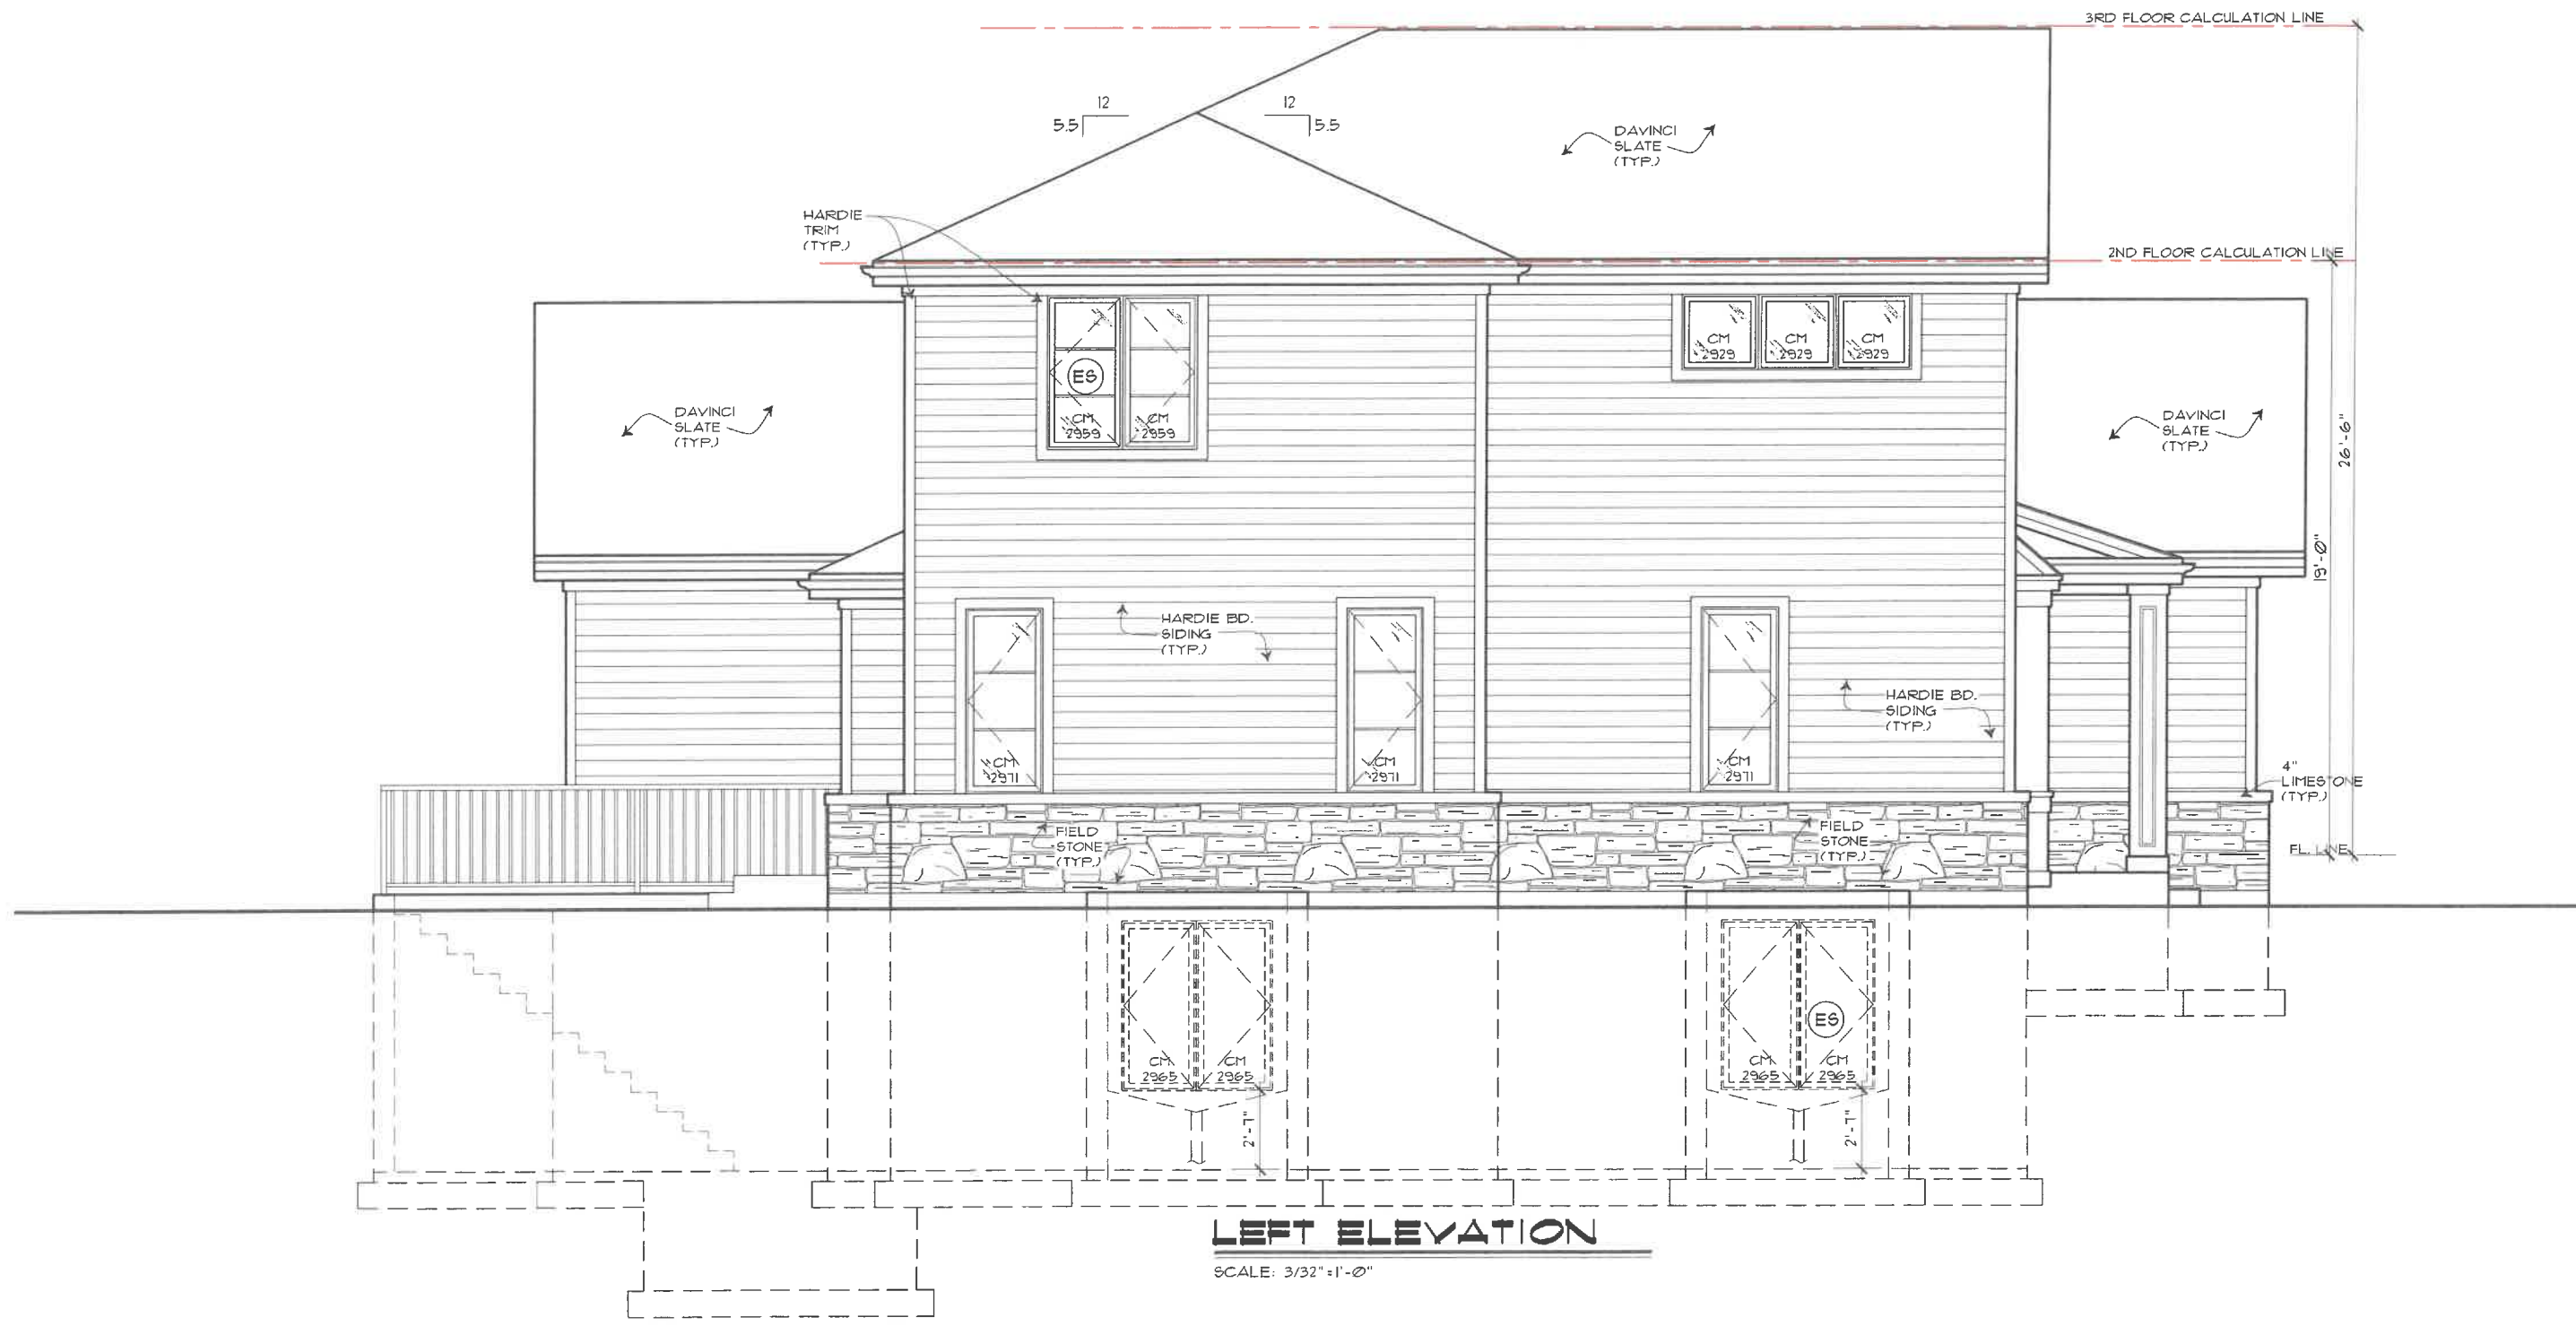 3RD FLOOR CALCULATION LINE
12
5.5
12
5.5
DAVINCI
SLATE
(TYP.)
HARDIE
TRIM
(TYP.)
2ND FLOOR CALCULATION LINE
ES
CM
2959
CM
2959
CM
2929
CM
2929
CM
2929
DAVINCI
SLATE
(TYP.)
DAVINCI
SLATE
(TYP.)
26'-6"
19'-0"
HARDIE BD.
SIDING
(TYP.)
HARDIE BD.
SIDING
(TYP.)
CM
2971
CM
2971
CM
2971
4"
LIMESTONE
(TYP.)
FIELD
STONE
(TYP.)
FIELD
STONE
(TYP.)
FL. LINE
ES
CM
2965
CM
2965
CM
2965
CM
2965
2'-7"
2'-7"
LEFT ELEVATION
SCALE: 3/32"=1'-0"